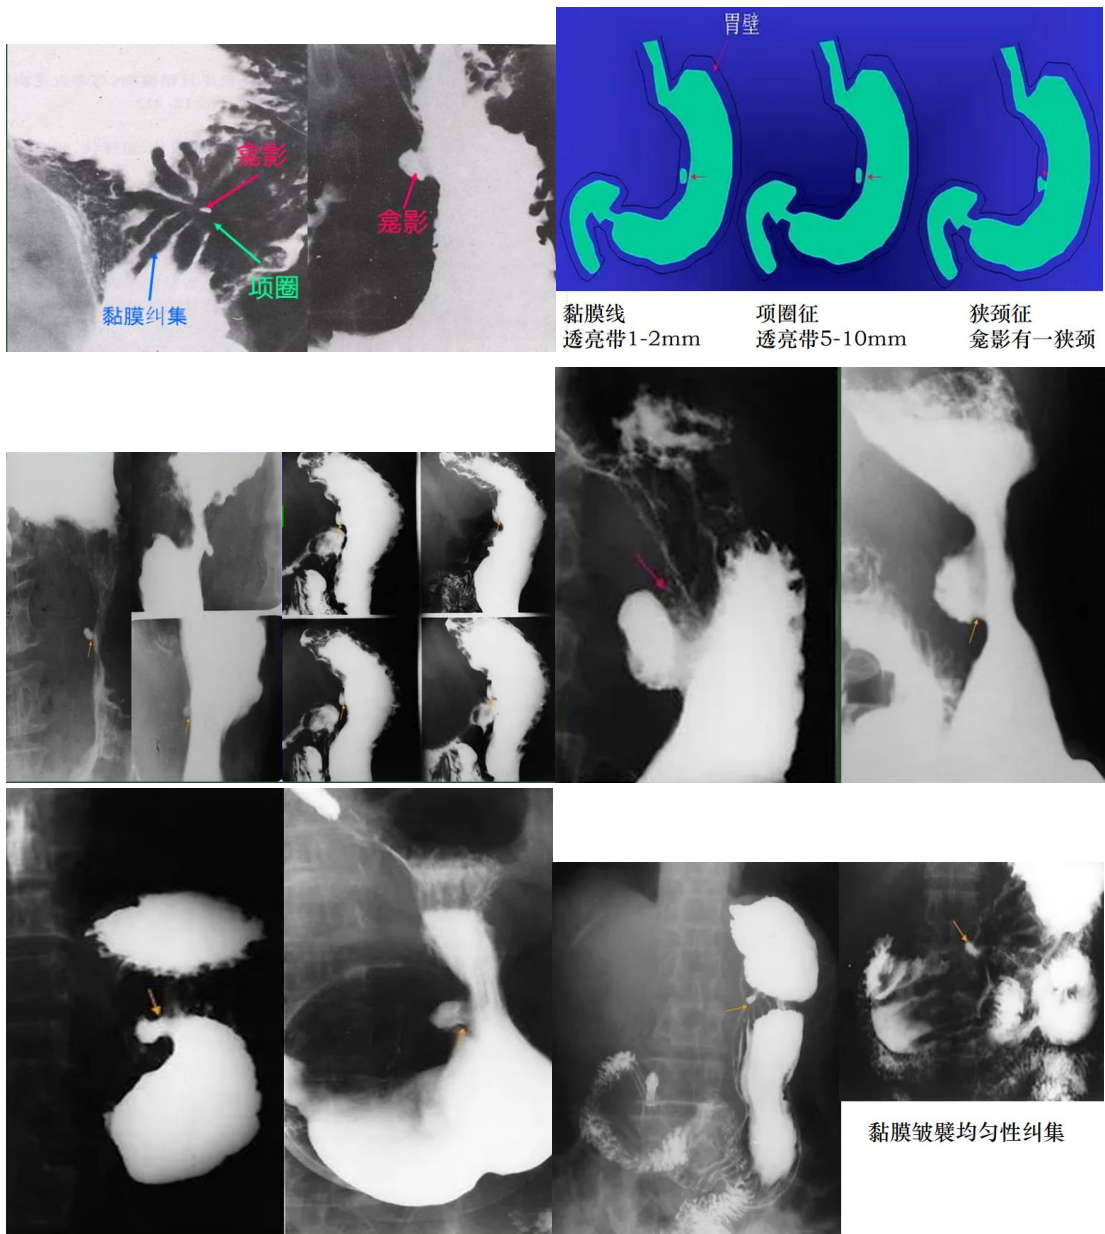 胃壁
龛影
龛影
项圈
黏膜纠集
黏膜线
透亮带1-2mm
项圈征
透亮带5-10mm
狭颈征
龛影有一狭颈
黏膜皱襞均匀性纠集